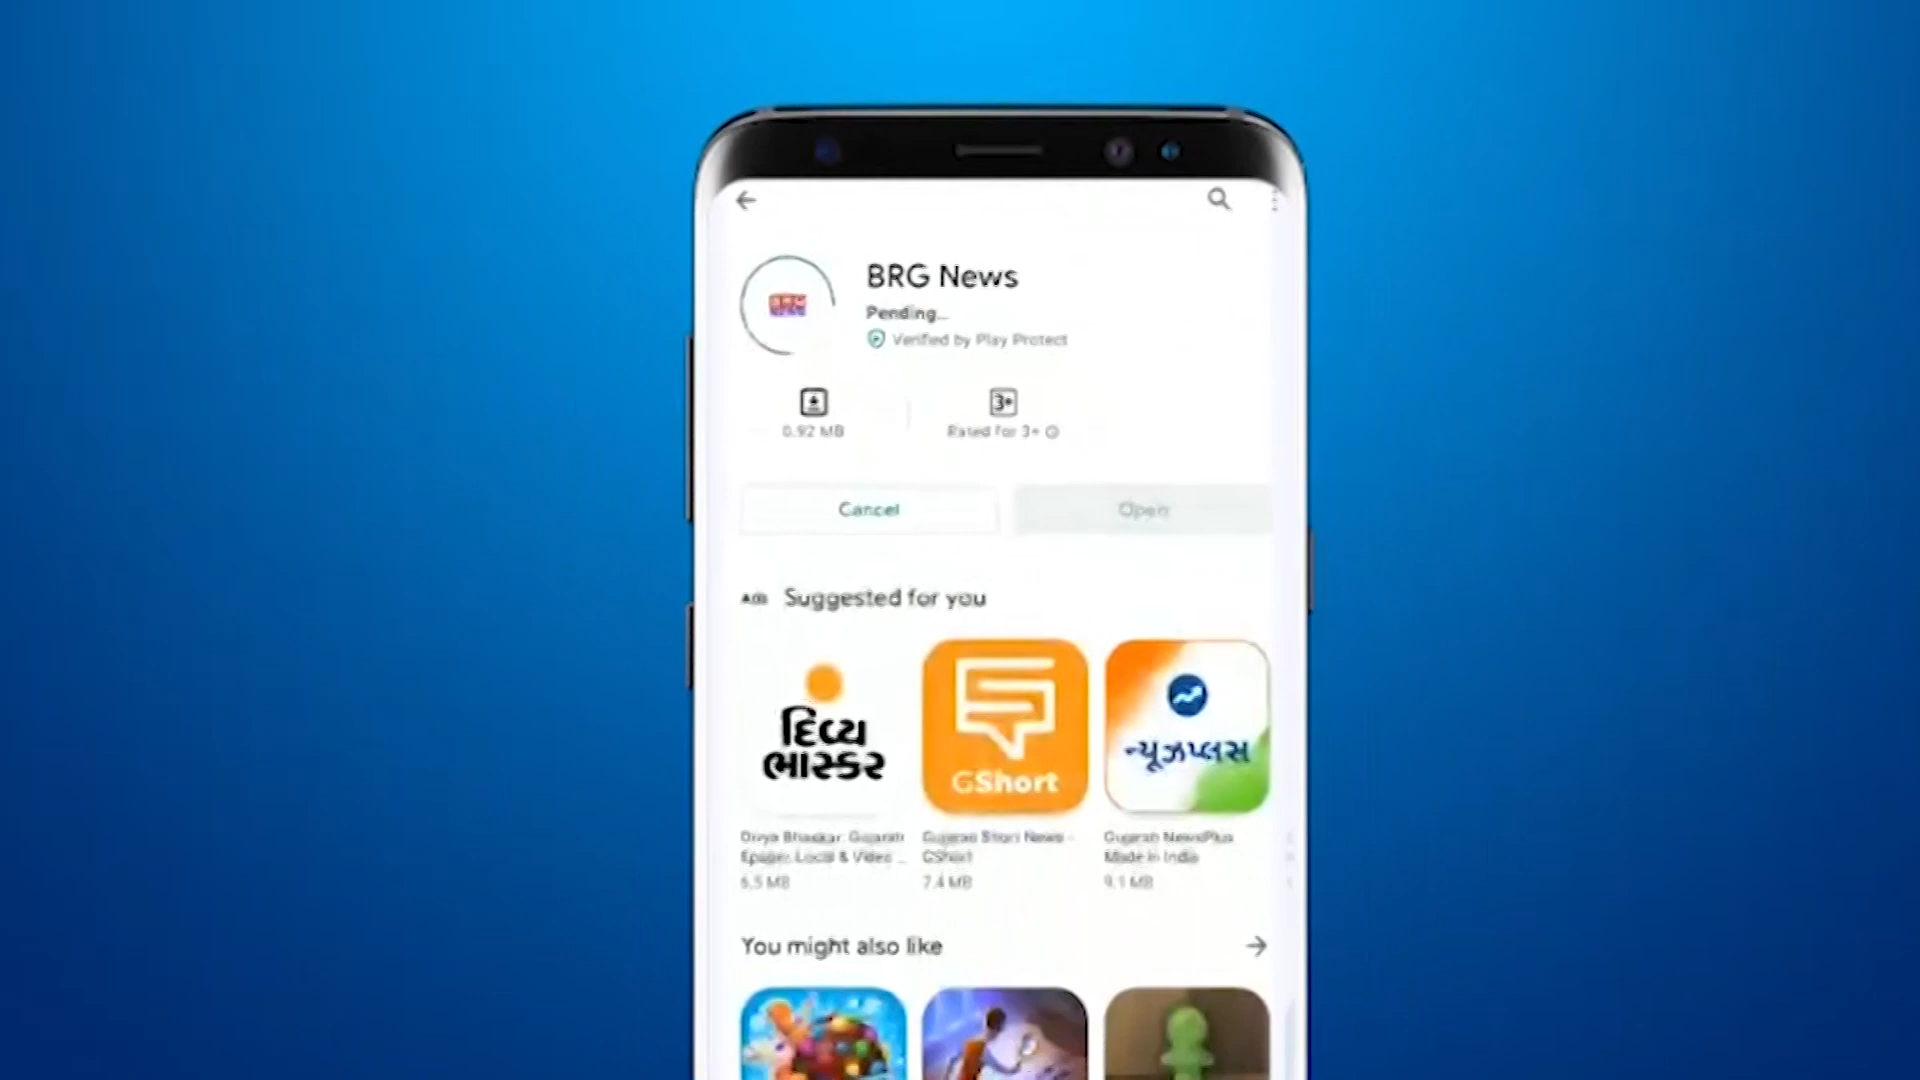 BRG News
Pending...
Verified by Play Protect
3+
0.92 MB
Rated for 3+
Cancel
Open
Suggested for you
દિવ્ય
ભાસ્કર
GShort
ન્યૂઝપ્લસ
Divya Bhaskar: Gujarati
Epaper, Local & Video ...
Gujarati Short News -
GShort
Gujarati NewsPlus
Made in India
6.5 MB
7.4 MB
9.1 MB
You might also like